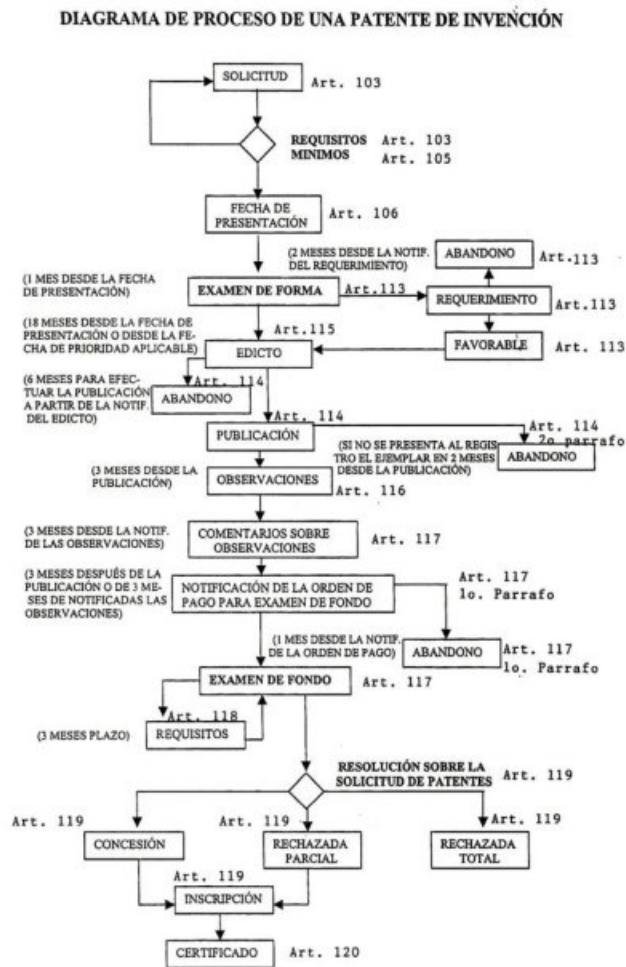 DIAGRAMA DE PROCESO DE UNA PATENTE DE INVENCIÓN
SOLICITUD
Art. 103
REQUISITOS
MINIMOS
Art. 103
Art. 105
FECHA DE
PRESENTACIÓN
Art. 106
(2 MESES DESDE LA NOTIF.
DEL REQUERIMIENTO)
ABANDONO
Art.113
(1 MES DESDE LA FECHA
DE PRESENTACIÓN)
EXAMEN DE FORMA
Art.113
REQUERIMIENTO
Art.113
(18 MESES DESDE LA FECHA DE
PRESENTACIÓN O DESDE LA FE-
CHA DE PRIORIDAD APLICABLE)
Art.115
EDICTO
FAVORABLE
Art. 113
(6 MESES PARA EFEC-
TUAR LA PUBLICACIÓN
A PARTIR DE LA NOTIF.
DEL EDICTO)
Art. 114
ABANDONO
Art. 114
PUBLICACIÓN
Art. 114
2o parrafo
(SI NO SE PRESENTA AL REGIS
TRO EL EJEMPLAR EN 2 MESES
DESDE LA PUBLICACIÓN)
ABANDONO
(3 MESES DESDE LA
PUBLICACIÓN)
OBSERVACIONES
Art. 116
(3 MESES DESDE LA NOTIF.
DE LAS OBSERVACIONES)
COMENTARIOS SOBRE
OBSERVACIONES
Art. 117
(3 MESES DESPUÉS DE LA
PUBLICACIÓN O DE 3 ME-
SES DE NOTIFICADAS LAS
OBSERVACIONES)
NOTIFICACIÓN DE LA ORDEN DE
PAGO PARA EXAMEN DE FONDO
Art. 117
1o. Parrafo
(1 MES DESDE LA NOTIF.
DE LA ORDEN DE PAGO)
ABANDONO
Art. 117
1o. Parrafo
EXAMEN DE FONDO
Art. 117
Art. 118
(3 MESES PLAZO)
REQUISITOS
RESOLUCIÓN SOBRE LA
SOLICITUD DE PATENTES
Art. 119
Art. 119
CONCESIÓN
Art. 119
RECHAZADA
PARCIAL
Art. 119
RECHAZADA
TOTAL
Art. 119
INSCRIPCIÓN
CERTIFICADO
Art. 120